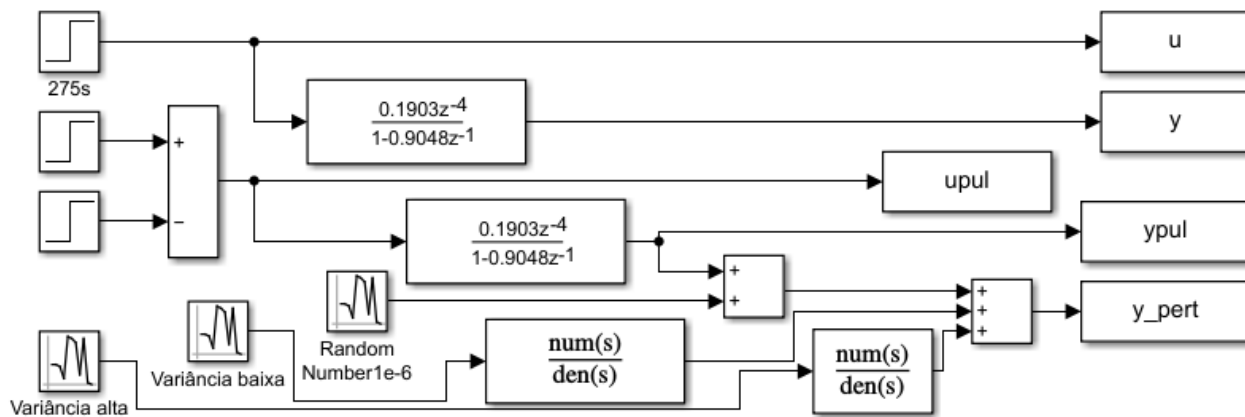 u
275s
0.1903z-4
1-0.9048z-1
y
+
−
upul
0.1903z-4
1-0.9048z-1
ypul
+
+
Random
Number1e-6
+
+
+
y_pert
Variância baixa
num(s)
den(s)
num(s)
den(s)
Variância alta